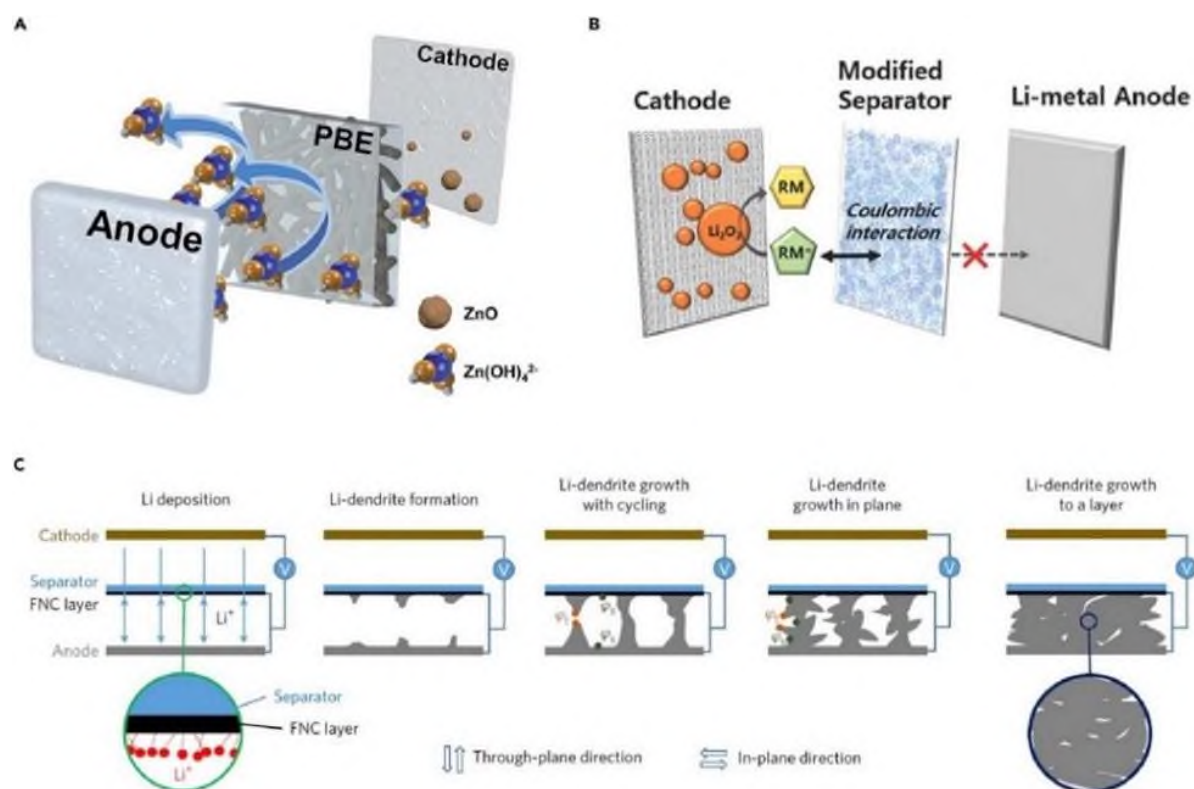 A
Cathode
PBE
Anode
ZnO
Zn(OH)₄²⁻
B
Cathode
Modified
Separator
Li-metal Anode
RM
Li₂O₂
RM⁺
Coulombic
interaction
C
Li deposition
Li-dendrite formation
Li-dendrite growth
with cycling
Li-dendrite
growth in plane
Li-dendrite growth
to a layer
Cathode
Separator
FNC layer
Li⁺
Anode
V
V
V
V
V
Separator
FNC layer
Li⁺
Through-plane direction
In-plane direction